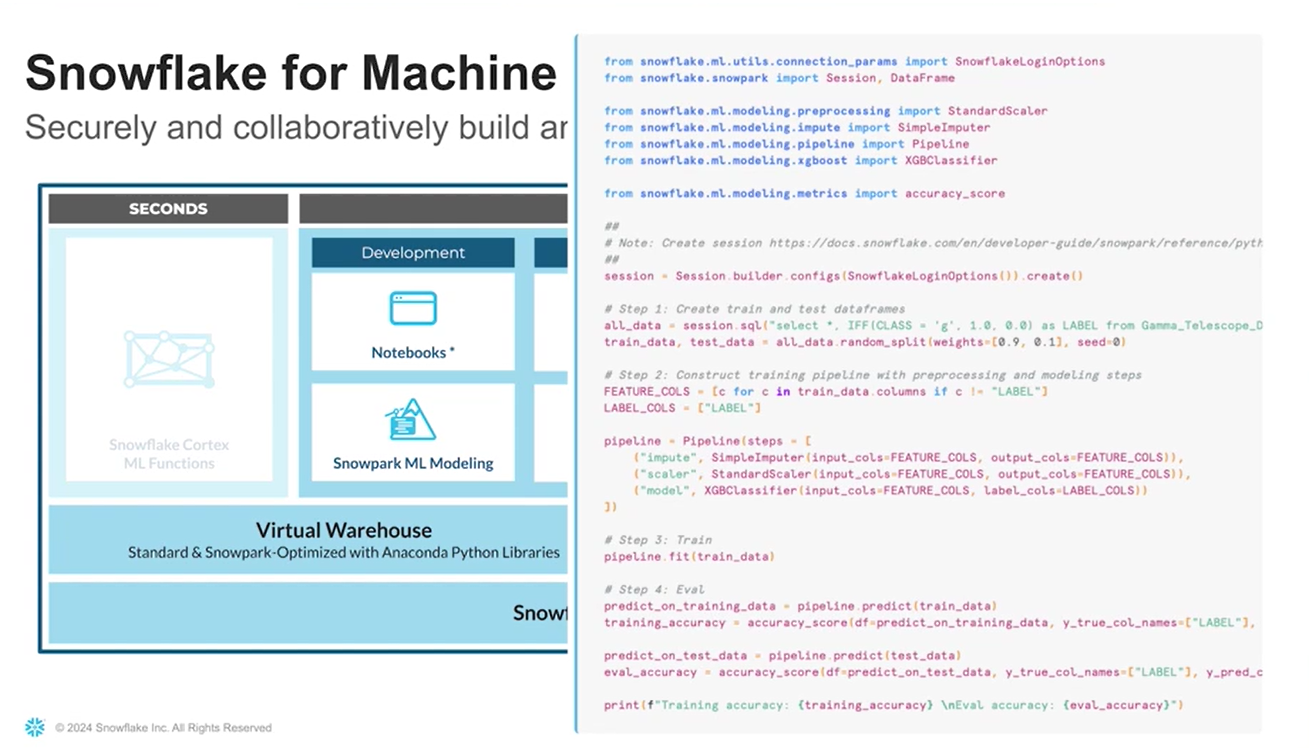 Snowflake for Machine
Securely and collaboratively build an
SECONDS
Development
Notebooks *
Snowflake Cortex
ML Functions
Snowpark ML Modeling
Virtual Warehouse
Standard & Snowpark-Optimized with Anaconda Python Libraries
Snowf
© 2024 Snowflake Inc. All Rights Reserved
from snowflake.ml.utils.connection_params import SnowflakeLoginOptions
from snowflake.snowpark import Session, DataFrame
from snowflake.ml.modeling.preprocessing import StandardScaler
from snowflake.ml.modeling.impute import SimpleImputer
from snowflake.ml.modeling.pipeline import Pipeline
from snowflake.ml.modeling.xgboost import XGBClassifier
from snowflake.ml.modeling.metrics import accuracy_score
##
# Note: Create session https://docs.snowflake.com/en/developer-guide/snowpark/reference/pyth
##
session = Session.builder.configs(SnowflakeLoginOptions()).create()
# Step 1: Create train and test dataframes
all_data = session.sql("select *, IFF(CLASS = 'g', 1.0, 0.0) as LABEL from Gamma_Telescope_D
train_data, test_data = all_data.random_split(weights=[0.9, 0.1], seed=0)
# Step 2: Construct training pipeline with preprocessing and modeling steps
FEATURE_COLS = [c for c in train_data.columns if c != "LABEL"]
LABEL_COLS = ["LABEL"]
pipeline = Pipeline(steps = [
("impute", SimpleImputer(input_cols=FEATURE_COLS, output_cols=FEATURE_COLS)),
("scaler", StandardScaler(input_cols=FEATURE_COLS, output_cols=FEATURE_COLS)),
("model", XGBClassifier(input_cols=FEATURE_COLS, label_cols=LABEL_COLS))
])
# Step 3: Train
pipeline.fit(train_data)
# Step 4: Eval
predict_on_training_data = pipeline.predict(train_data)
training_accuracy = accuracy_score(df=predict_on_training_data, y_true_col_names=["LABEL"],
predict_on_test_data = pipeline.predict(test_data)
eval_accuracy = accuracy_score(df=predict_on_test_data, y_true_col_names=["LABEL"], y_pred_c
print(f"Training accuracy: {training_accuracy} \nEval accuracy: {eval_accuracy}")